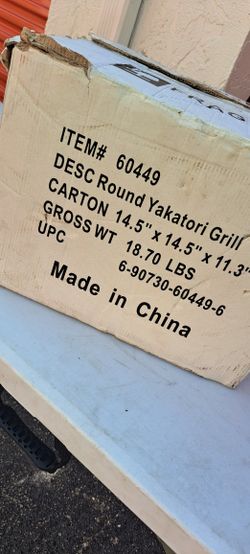 FRAG
ITEM# 60449
DESC Round Yakatori Grill
CARTON 14.5" x 14.5" x 11.3"
GROSS WT 18.70 LBS
UPC 6-90730-60449-6
Made in China